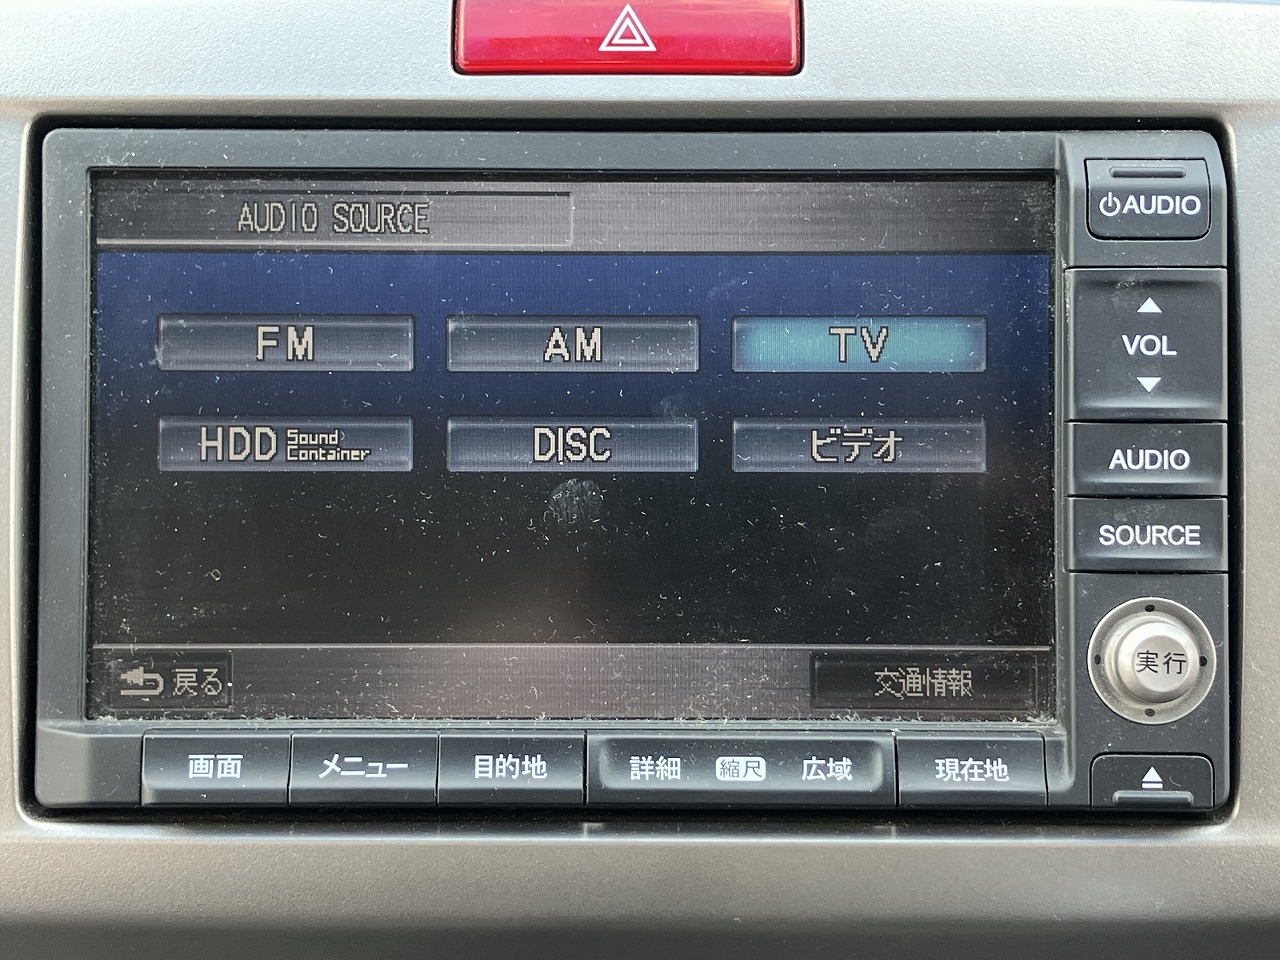 AUDIO SOURCE
FM AM TV
HDD Sound Container DISC ビデオ
戻る 交通情報
AUDIO
VOL
AUDIO
SOURCE
実行
画面 メニュー 目的地 詳細 縮尺 広域 現在地